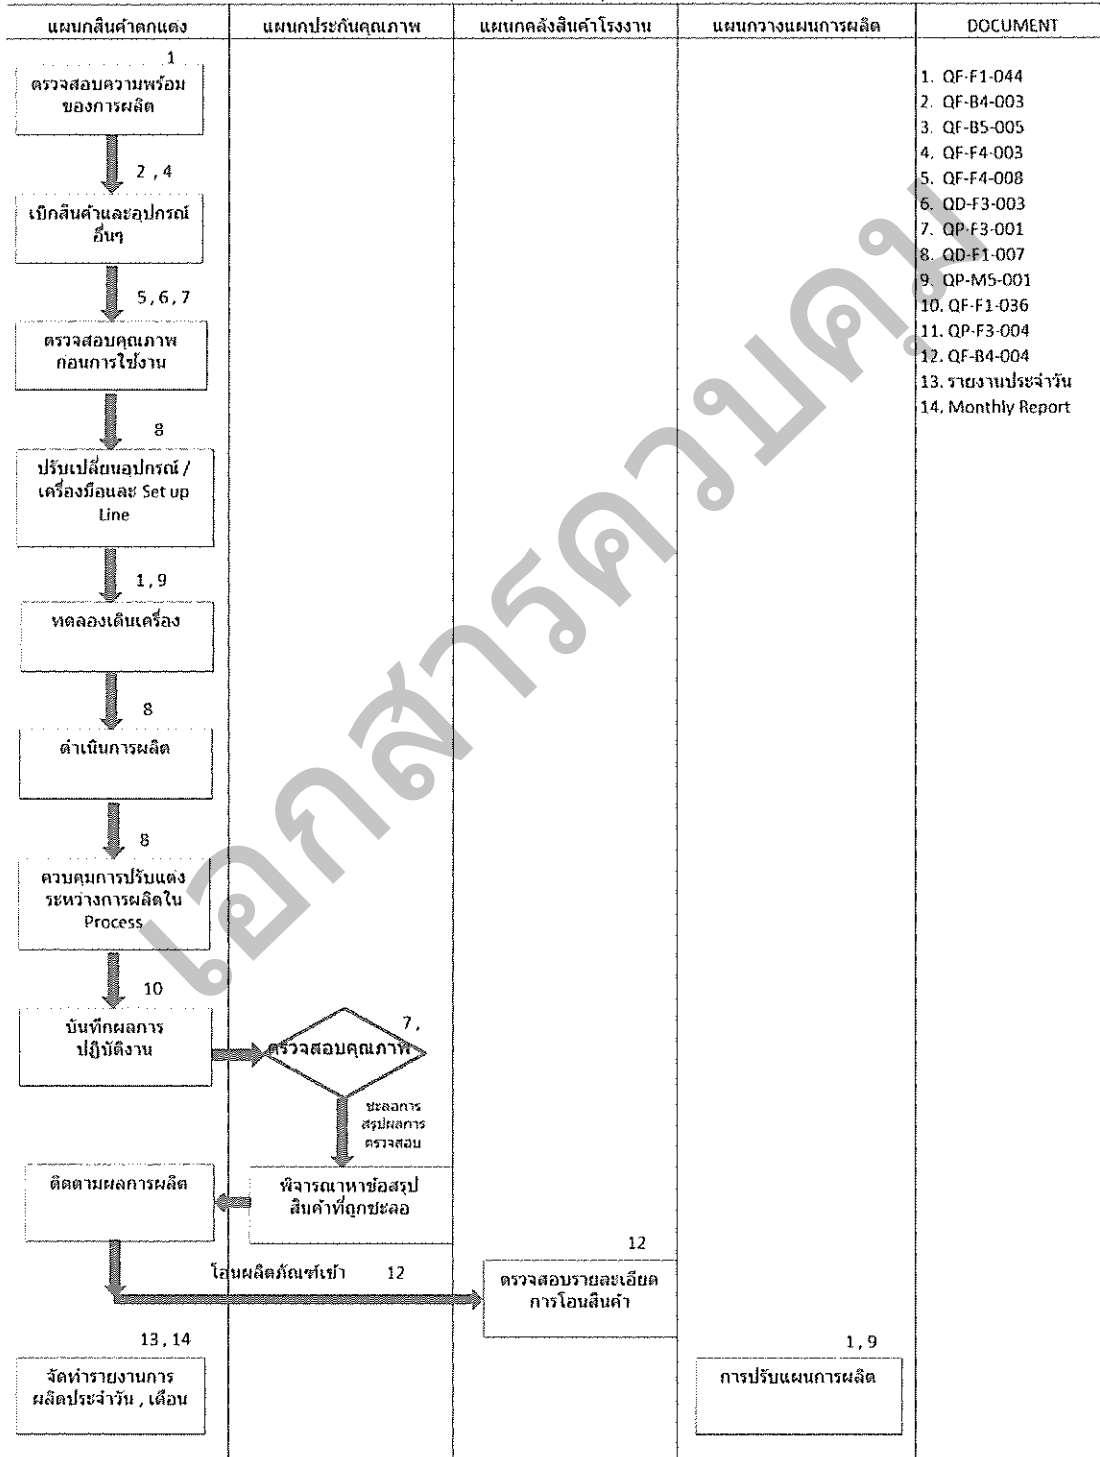 แผนกสินค้าตกแต่ง
แผนกประกันคุณภาพ
แผนกคลังสินค้าโรงงาน
แผนกวางแผนการผลิต
DOCUMENT
1
ตรวจสอบความพร้อม
ของการผลิต
2 , 4
เบิกสินค้าและอุปกรณ์
อื่นๆ
5, 6, 7
ตรวจสอบคุณภาพ
ก่อนการใช้งาน
8
ปรับเปลี่ยนอุปกรณ์ /
เครื่องมือและ Set up
Line
1 , 9
ทดลองเดินเครื่อง
8
ดำเนินการผลิต
8
ควบคุมการปรับแต่ง
ระหว่างการผลิตใน
Process
10
บันทึกผลการ
ปฏิบัติงาน
7 ,
ตรวจสอบคุณภาพ
ชะลอการ
สรุปผลการ
ตรวจสอบ
ติดตามผลการผลิต
พิจารณาหาข้อสรุป
สินค้าที่ถูกชะลอ
12
โอนผลิตภัณฑ์เข้า 12
ตรวจสอบรายละเอียด
การโอนสินค้า
13 , 14
จัดทำรายงานการ
ผลิตประจำวัน , เดือน
1 , 9
การปรับแผนการผลิต
1. QF-F1-044
2. QF-B4-003
3. QF-B5-005
4. QF-F4-003
5. QF-F4-008
6. QD-F3-003
7. QP-F3-001
8. QD-F1-007
9. QP-M5-001
10. QF-F1-036
11. QP-F3-004
12. QF-B4-004
13. รายงานประจำวัน
14. Monthly Report
เอกสารควบคุม